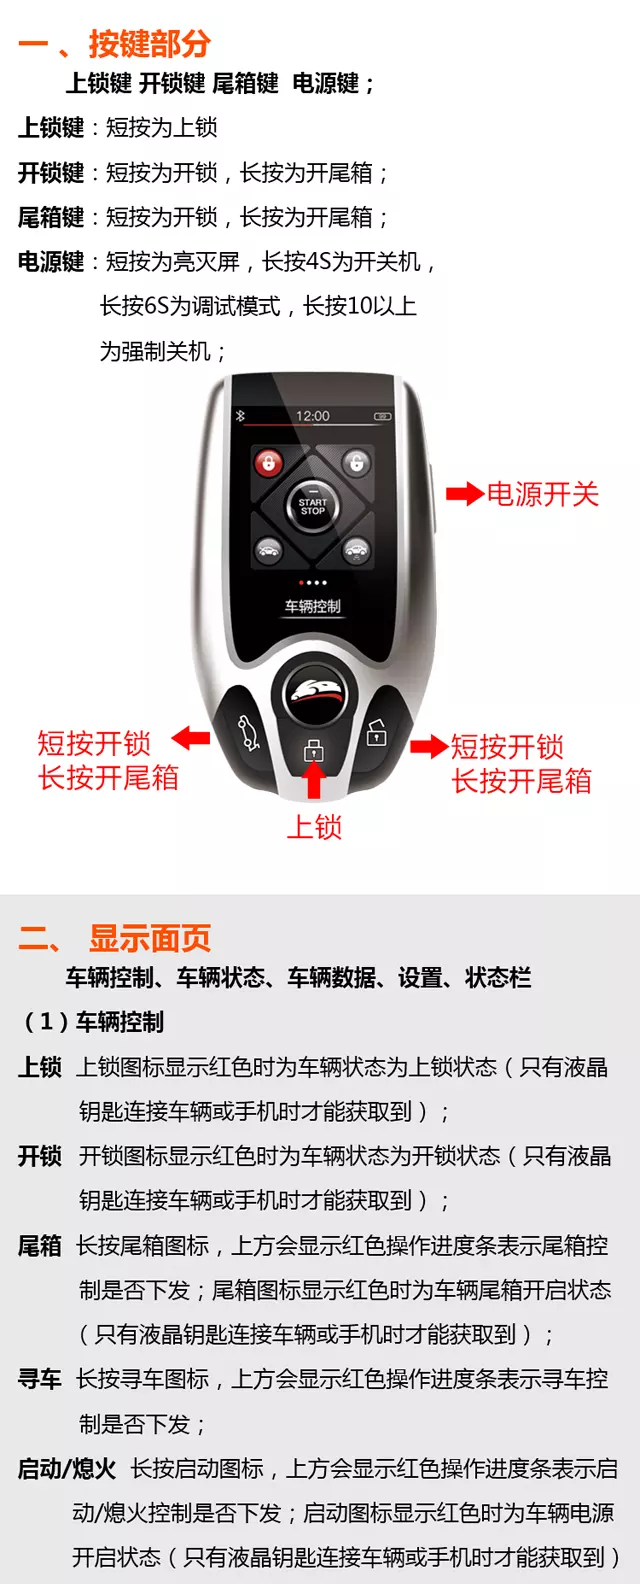 一 、按键部分
上锁键 开锁键 尾箱键 电源键；
上锁键：短按为上锁
开锁键：短按为开锁，长按为开尾箱；
尾箱键：短按为开锁，长按为开尾箱；
电源键：短按为亮灭屏，长按4S为开关机，
长按6S为调试模式，长按10以上
为强制关机；
12:00
START
STOP
电源开关
车辆控制
短按开锁
长按开尾箱
短按开锁
长按开尾箱
上锁
二、 显示面页
车辆控制、车辆状态、车辆数据、设置、状态栏
（1）车辆控制
上锁 上锁图标显示红色时为车辆状态为上锁状态（只有液晶
钥匙连接车辆或手机时才能获取到）；
开锁 开锁图标显示红色时为车辆状态为开锁状态（只有液晶
钥匙连接车辆或手机时才能获取到）；
尾箱 长按尾箱图标，上方会显示红色操作进度条表示尾箱控
制是否下发；尾箱图标显示红色时为车辆尾箱开启状态
（只有液晶钥匙连接车辆或手机时才能获取到）；
寻车 长按寻车图标，上方会显示红色操作进度条表示寻车控
制是否下发；
启动/熄火 长按启动图标，上方会显示红色操作进度条表示启
动/熄火控制是否下发；启动图标显示红色时为车辆电源
开启状态（只有液晶钥匙连接车辆或手机时才能获取到）